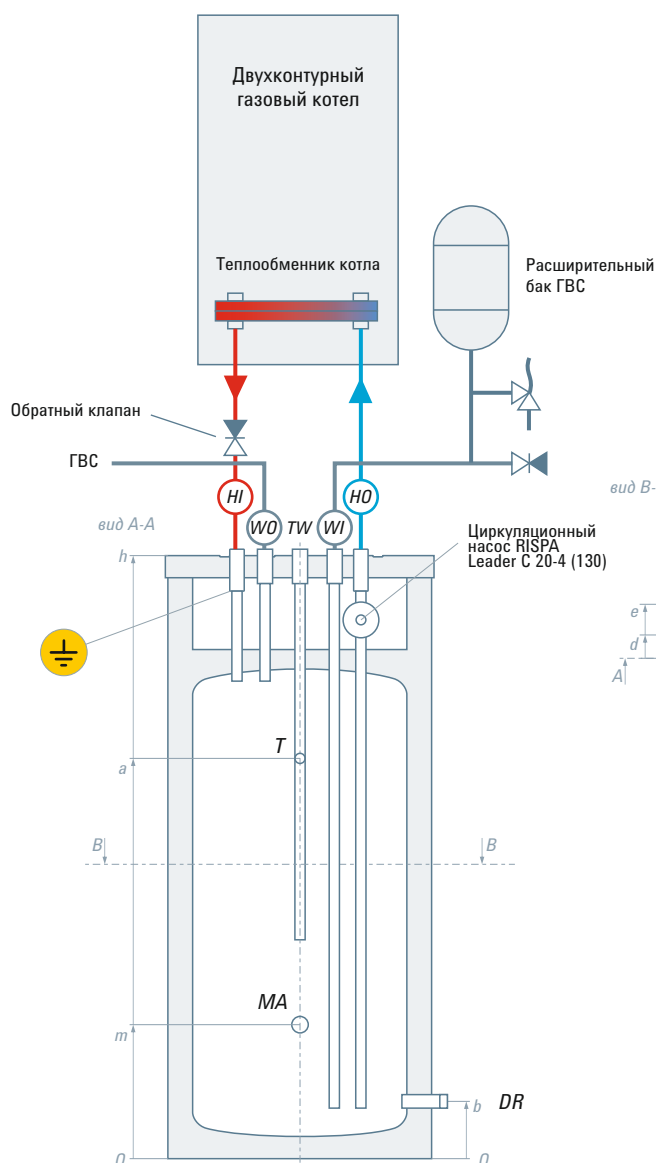 Двухконтурный
газовый котел
Теплообменник котла
Расширительный
бак ГВС
Обратный клапан
ГВС
HI
HO
вид A-A
вид B-
WO
TW
WI
Циркуляционный
насос RISPA
Leader C 20-4 (130)
h
e
d
A
T
a
B
B
MA
m
b
DR
O
O